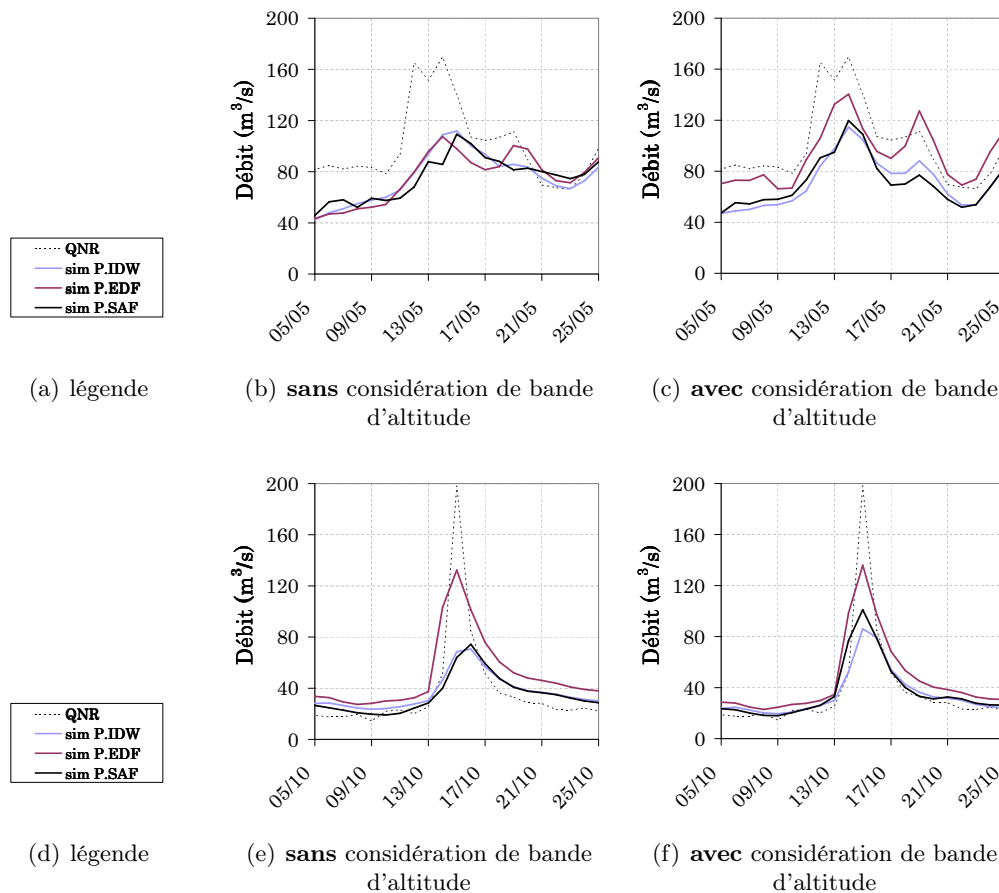 200
160
120
80
40
0
Débit (m³/s)
05/05
09/05
13/05
17/05
21/05
25/05
200
160
120
80
40
0
Débit (m³/s)
05/05
09/05
13/05
17/05
21/05
25/05
QNR
sim P.IDW
sim P.EDF
sim P.SAF
(a) légende
(b) sans considération de bande
d'altitude
(c) avec considération de bande
d'altitude
200
160
120
80
40
0
Débit (m³/s)
05/10
09/10
13/10
17/10
21/10
25/10
200
160
120
80
40
0
Débit (m³/s)
05/10
09/10
13/10
17/10
21/10
25/10
QNR
sim P.IDW
sim P.EDF
sim P.SAF
(d) légende
(e) sans considération de bande
d'altitude
(f) avec considération de bande
d'altitude